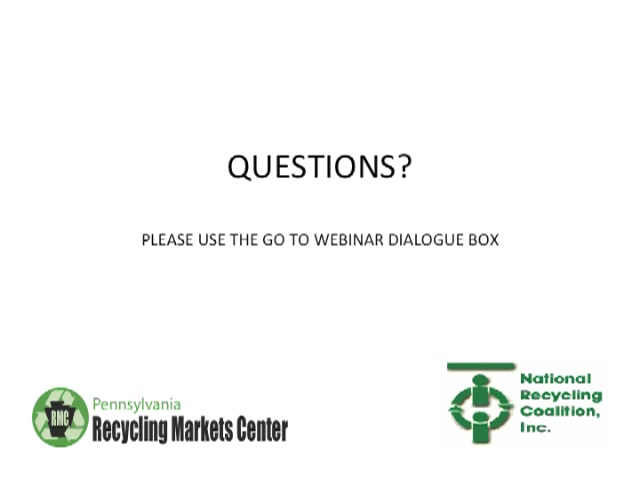 QUESTIONS?
PLEASE USE THE GO TO WEBINAR DIALOGUE BOX
RMC
Pennsylvania
Recycling Markets Center
National
Recycling
Coalition,
Inc.